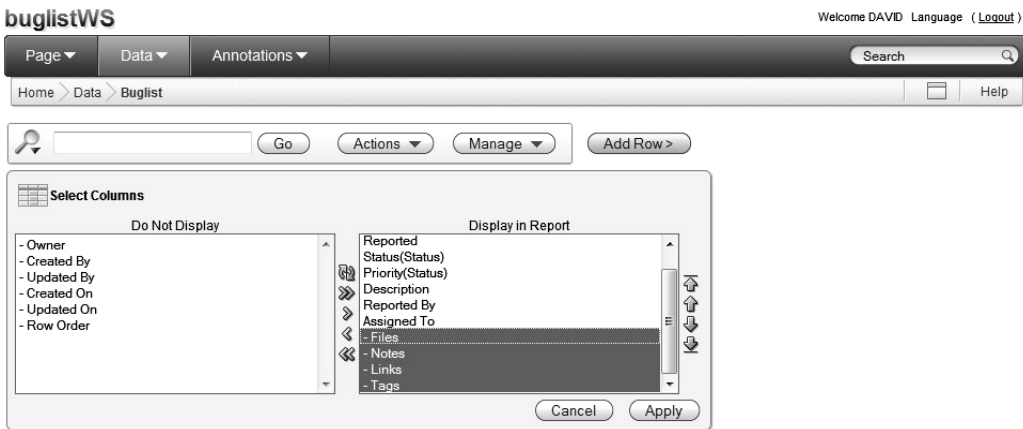 buglistWS
Welcome DAVID Language ( Logout )
Page Data Annotations
Search
Home Data Buglist
Help
Go Actions Manage Add Row >
Select Columns
Do Not Display
- Owner
- Created By
- Updated By
- Created On
- Updated On
- Row Order
Display in Report
Reported
Status(Status)
Priority(Status)
Description
Reported By
Assigned To
- Files
- Notes
- Links
- Tags
Cancel Apply